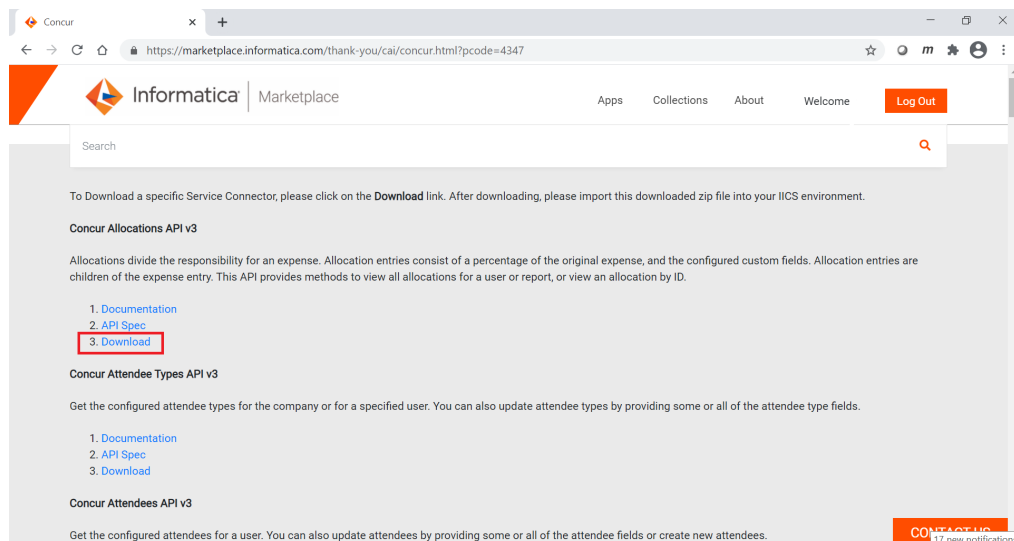 Concur
https://marketplace.informatica.com/thank-you/cai/concur.html?pcode=4347
m
Informatica Marketplace
Apps Collections About Welcome Log Out
Search
To Download a specific Service Connector, please click on the Download link. After downloading, please import this downloaded zip file into your IICS environment.
Concur Allocations API v3
Allocations divide the responsibility for an expense. Allocation entries consist of a percentage of the original expense, and the configured custom fields. Allocation entries are
children of the expense entry. This API provides methods to view all allocations for a user or report, or view an allocation by ID.
1. Documentation
2. API Spec
3. Download
Concur Attendee Types API v3
Get the configured attendee types for the company or for a specified user. You can also update attendee types by providing some or all of the attendee type fields.
1. Documentation
2. API Spec
3. Download
Concur Attendees API v3
Get the configured attendees for a user. You can also update attendees by providing some or all of the attendee fields or create new attendees.
CONTACT US
17 new notification